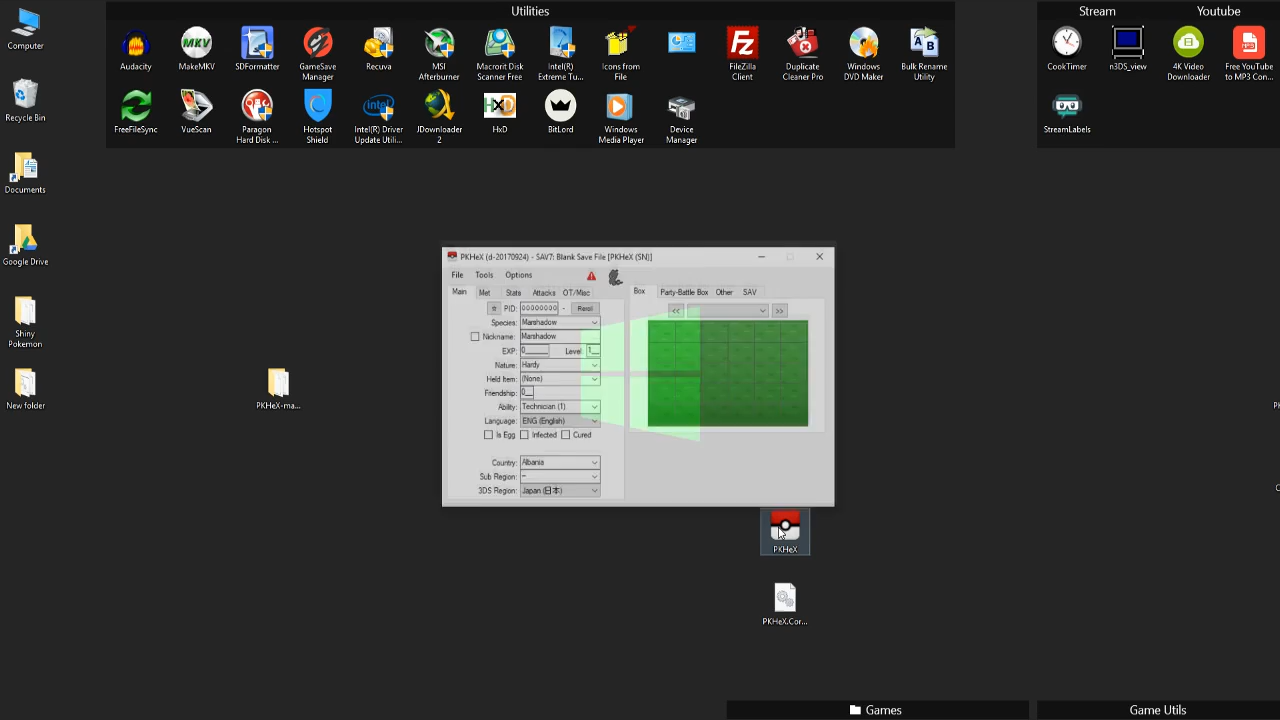 Utilities
Stream
Youtube
Computer
Audacity
MakeMKV
SDFormatter
GameSave
Manager
Recuva
MSI
Afterburner
Macrorit Disk
Scanner Free
Intel(R)
Extreme Tu...
Icons from
File
FileZilla
Client
Duplicate
Cleaner Pro
Windows
DVD Maker
Bulk Rename
Utility
CookTimer
n3DS_view
4K Video
Downloader
Free YouTube
to MP3 Con...
Recycle Bin
FreeFileSync
VueScan
Paragon
Hard Disk ...
Hotspot
Shield
Intel(R) Driver
Update Utili...
JDownloader
2
HxD
BitLord
Windows
Media Player
Device
Manager
StreamLabels
Documents
Google Drive
Shiny
Pokemon
New folder
PKHeX-ma...
PKHeX (d-20170924) - SAV7: Blank Save File [PKHeX (SN)]
File Tools Options
Main Met Stats Attacks OT/Misc
Box Party-Battle Box Other SAV
PID: 00000000 - Reroll
<< >>
Species: Marshadow
Nickname: Marshadow
EXP: 0 Level: 1
Nature: Hardy
Held Item: (None)
Friendship: 0
Ability: Technician (1)
Language: ENG (English)
Is Egg Infected Cured
Country: Albania
Sub Region: —
3DS Region: Japan (日本)
PKHeX
PKHeX.Cor...
Games
Game Utils